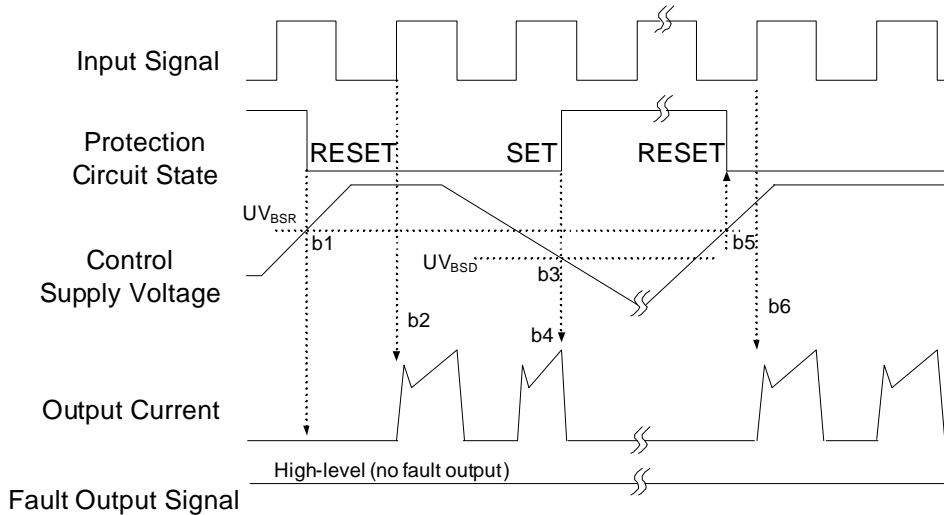 Input Signal
Protection
Circuit State
RESET
SET
RESET
UVBSR
b1
b5
Control
Supply Voltage
UVBSD
b3
b2
b4
b6
Output Current
High-level (no fault output)
Fault Output Signal